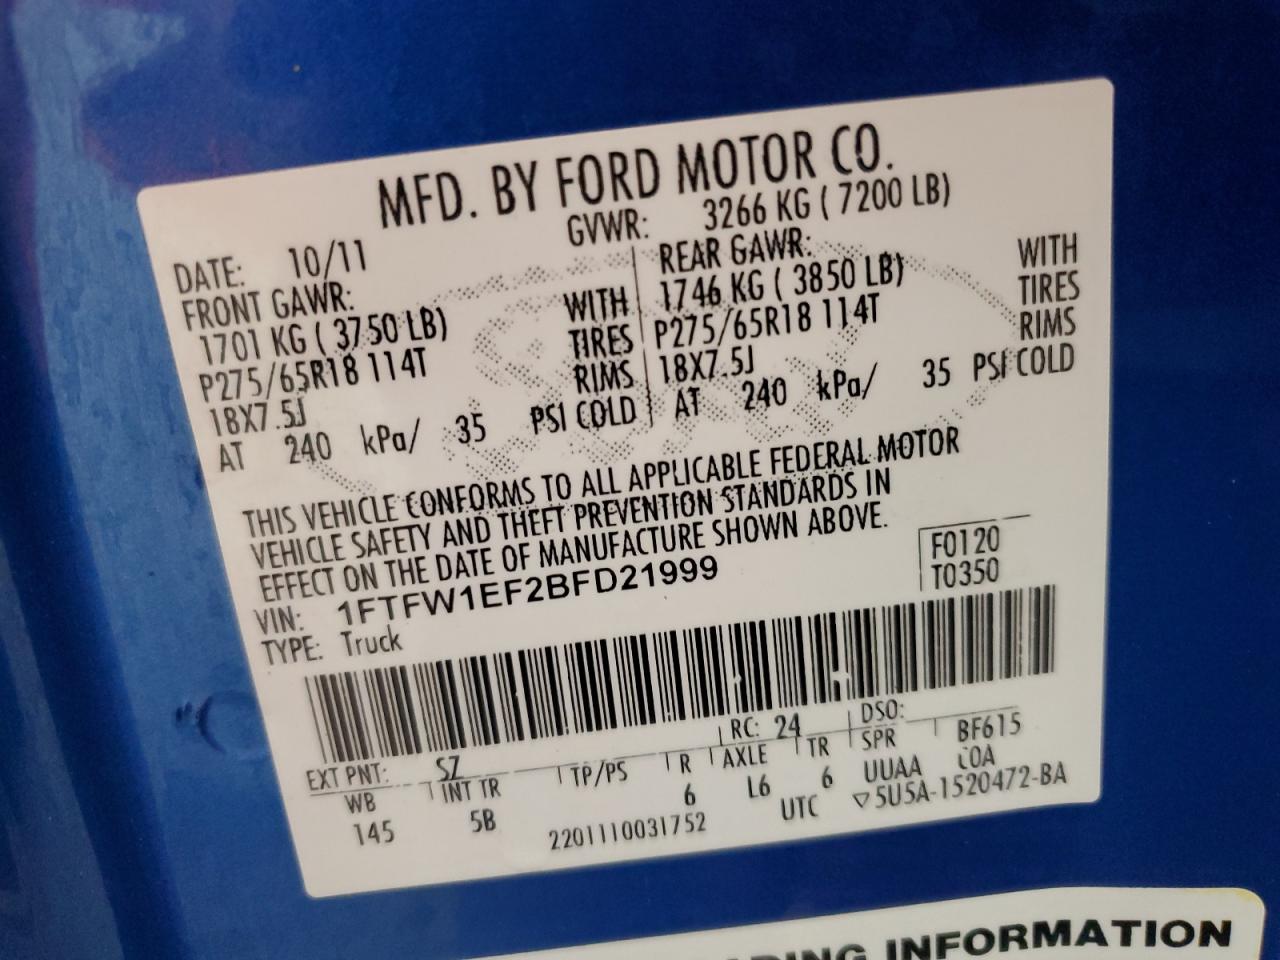 MFD. BY FORD MOTOR CO.
DATE: 10/11 GVWR: 3266 KG ( 7200 LB)
FRONT GAWR: REAR GAWR:
1701 KG ( 3750 LB) WITH 1746 KG ( 3850 LB) WITH
P275/65R18 114T TIRES P275/65R18 114T TIRES
18X7.5J RIMS 18X7.5J RIMS
AT 240 kPa/ 35 PSI COLD AT 240 kPa/ 35 PSI COLD
THIS VEHICLE CONFORMS TO ALL APPLICABLE FEDERAL MOTOR
VEHICLE SAFETY AND THEFT PREVENTION STANDARDS IN
EFFECT ON THE DATE OF MANUFACTURE SHOWN ABOVE.
VIN: 1FTFW1EF2BFD21999 F0120
TYPE: Truck T0350
EXT PNT: SZ RC: 24 DSO:
WB INT TR TP/PS R AXLE TR SPR BF615
145 5B 6 L6 6 UUAA
2201110031752 UTC ▽5U5A-1520472-BA
INFORMATION